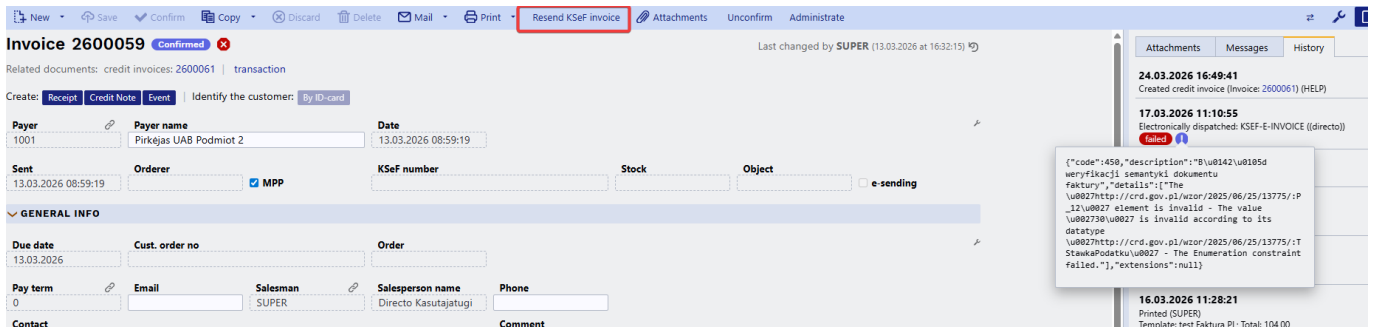 New Save Confirm Copy Discard Delete Mail Print Resend KSeF invoice Attachments Unconfirm Administrate
Invoice 2600059 Confirmed
Last changed by SUPER (13.03.2026 at 16:32:15)
Related documents: credit invoices: 2600061 | transaction
Create: Receipt Credit Note Event | Identify the customer: By ID-card
Payer Payer name Date
1001 Pirkėjas UAB Podmiot 2 13.03.2026 08:59:19
Sent Orderer KSeF number Stock Object
13.03.2026 08:59:19 MPP e-sending
GENERAL INFO
Due date Cust. order no Order
13.03.2026
Pay term Email Salesman Salesperson name Phone
0 SUPER Directo Kasutajatugi
Contact Comment
Attachments Messages History
24.03.2026 16:49:41
Created credit invoice (Invoice: 2600061) (HELP)
17.03.2026 11:10:55
Electronically dispatched: KSEF-E-INVOICE ((directo))
failed
{"code":450,"description":"B\u0142\u0105d
weryfikacji semantyki dokumentu
faktury","details":["The
\u0027http://crd.gov.pl/wzor/2025/06/25/13775/:P
_12\u0027 element is invalid - The value
\u002730\u0027 is invalid according to its
datatype
\u0027http://crd.gov.pl/wzor/2025/06/25/13775/:T
StawkaPodatku\u0027 - The Enumeration constraint
failed."],"extensions":null}
16.03.2026 11:28:21
Printed (SUPER)
Template: test Faktura PL; Total: 104.00